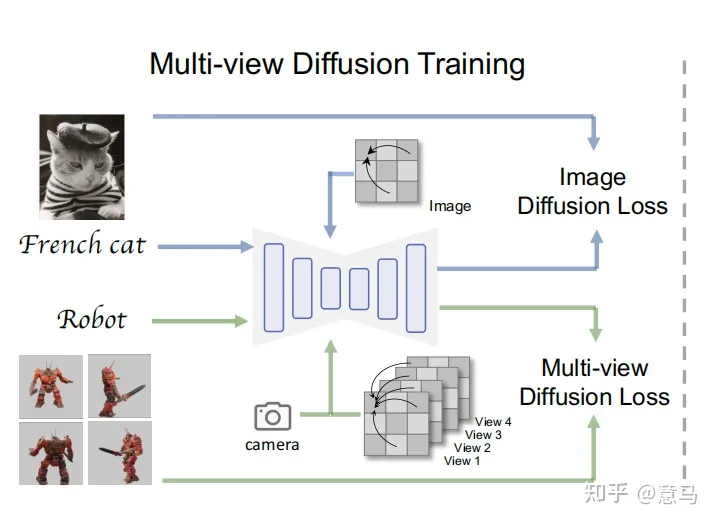 Multi-view Diffusion Training
Image
Image
Diffusion Loss
French cat
Robot
Multi-view
Diffusion Loss
camera
View 4
View 3
View 2
View 1
知乎 @意马